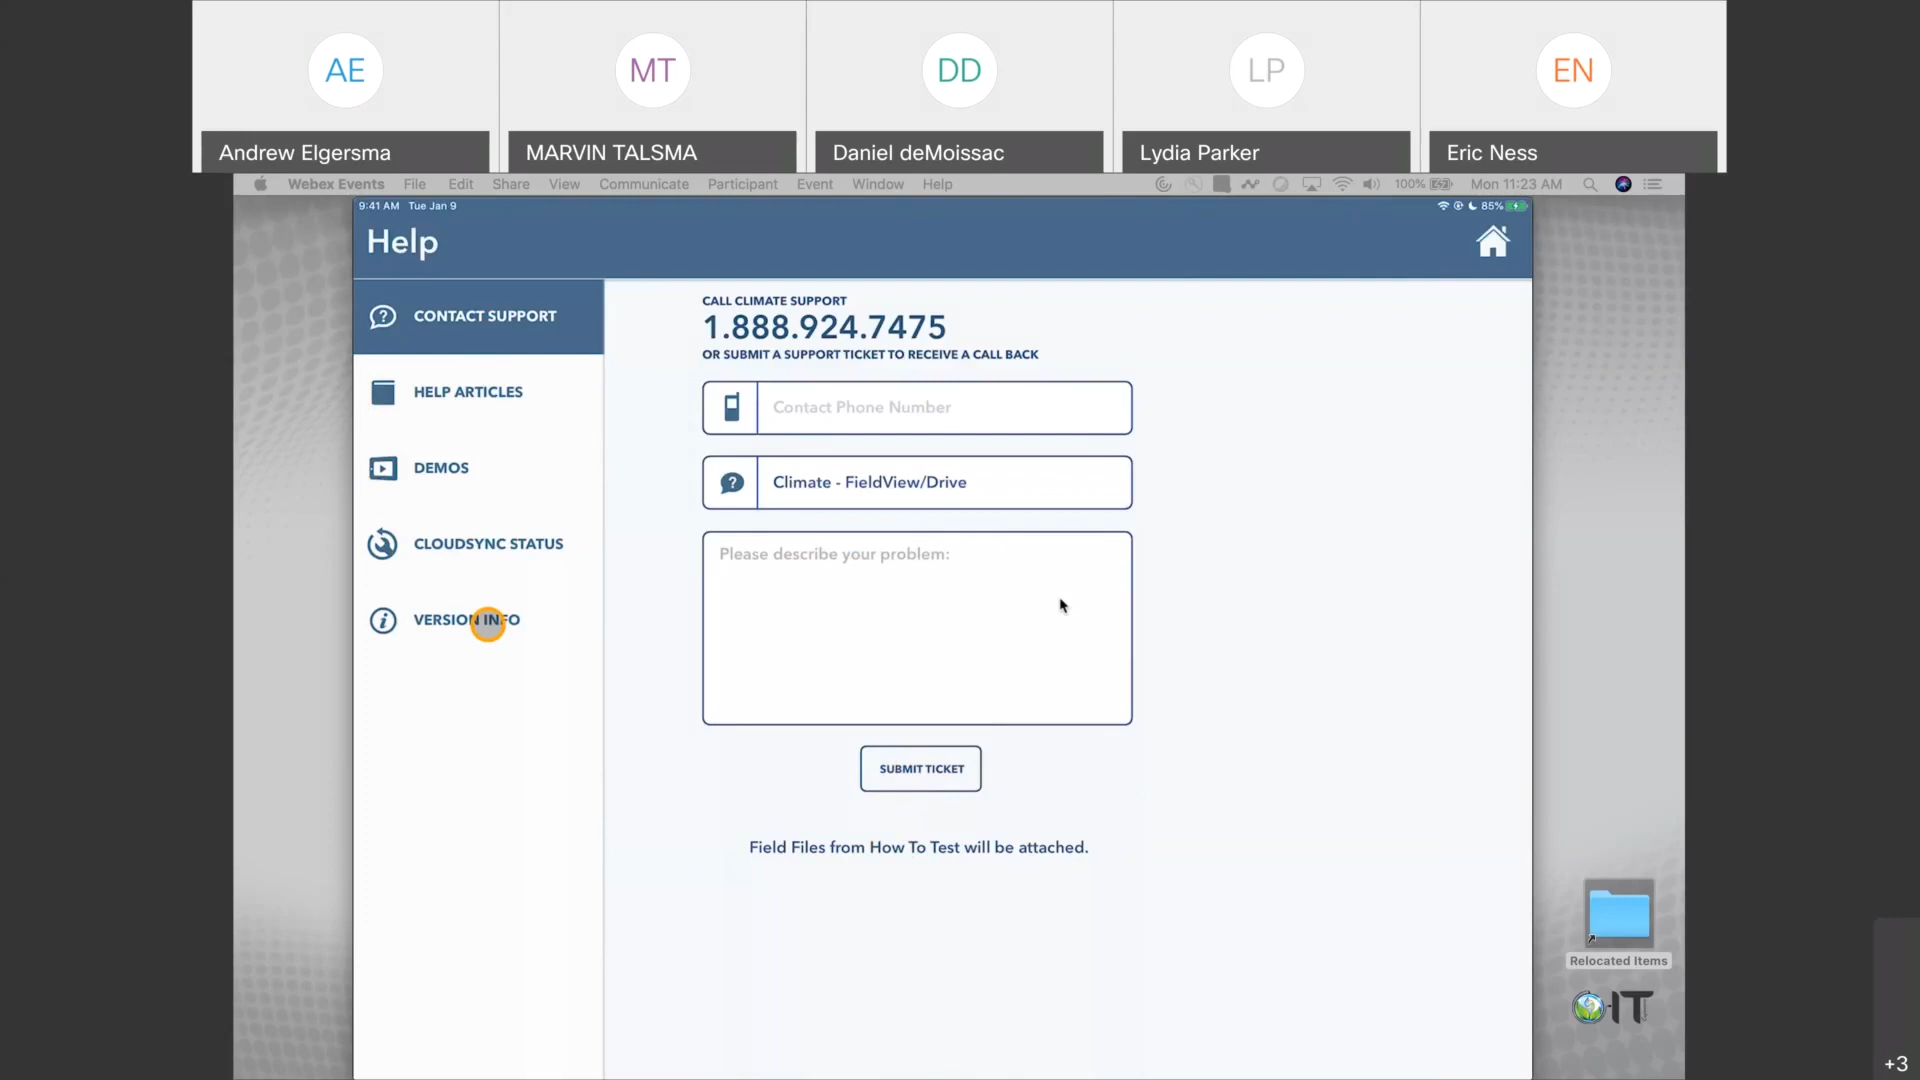 AE
MT
DD
LP
EN
Andrew Elgersma
MARVIN TALSMA
Daniel deMoissac
Lydia Parker
Eric Ness
Webex Events File Edit Share View Communicate Participant Event Window Help 100% Mon 11:23 AM
9:41 AM Tue Jan 9 85%
Help
CONTACT SUPPORT
HELP ARTICLES
DEMOS
CLOUDSYNC STATUS
VERSION INFO
CALL CLIMATE SUPPORT
1.888.924.7475
OR SUBMIT A SUPPORT TICKET TO RECEIVE A CALL BACK
Contact Phone Number
Climate - FieldView/Drive
Please describe your problem:
SUBMIT TICKET
Field Files from How To Test will be attached.
Relocated Items
IT
+3